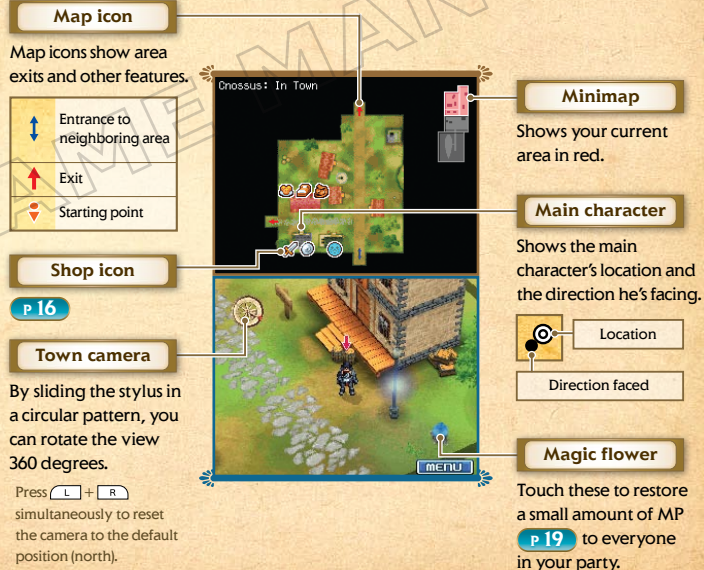 Map icon
Map icons show area
exits and other features.
Entrance to
neighboring area
Exit
Starting point
Shop icon
P 16
Town camera
By sliding the stylus in
a circular pattern, you
can rotate the view
360 degrees.
Press L + R
simultaneously to reset
the camera to the default
position (north).
Cnossus: In Town
MENU
Minimap
Shows your current
area in red.
Main character
Shows the main
character's location and
the direction he's facing.
Location
Direction faced
Magic flower
Touch these to restore
a small amount of MP
P 19 to everyone
in your party.